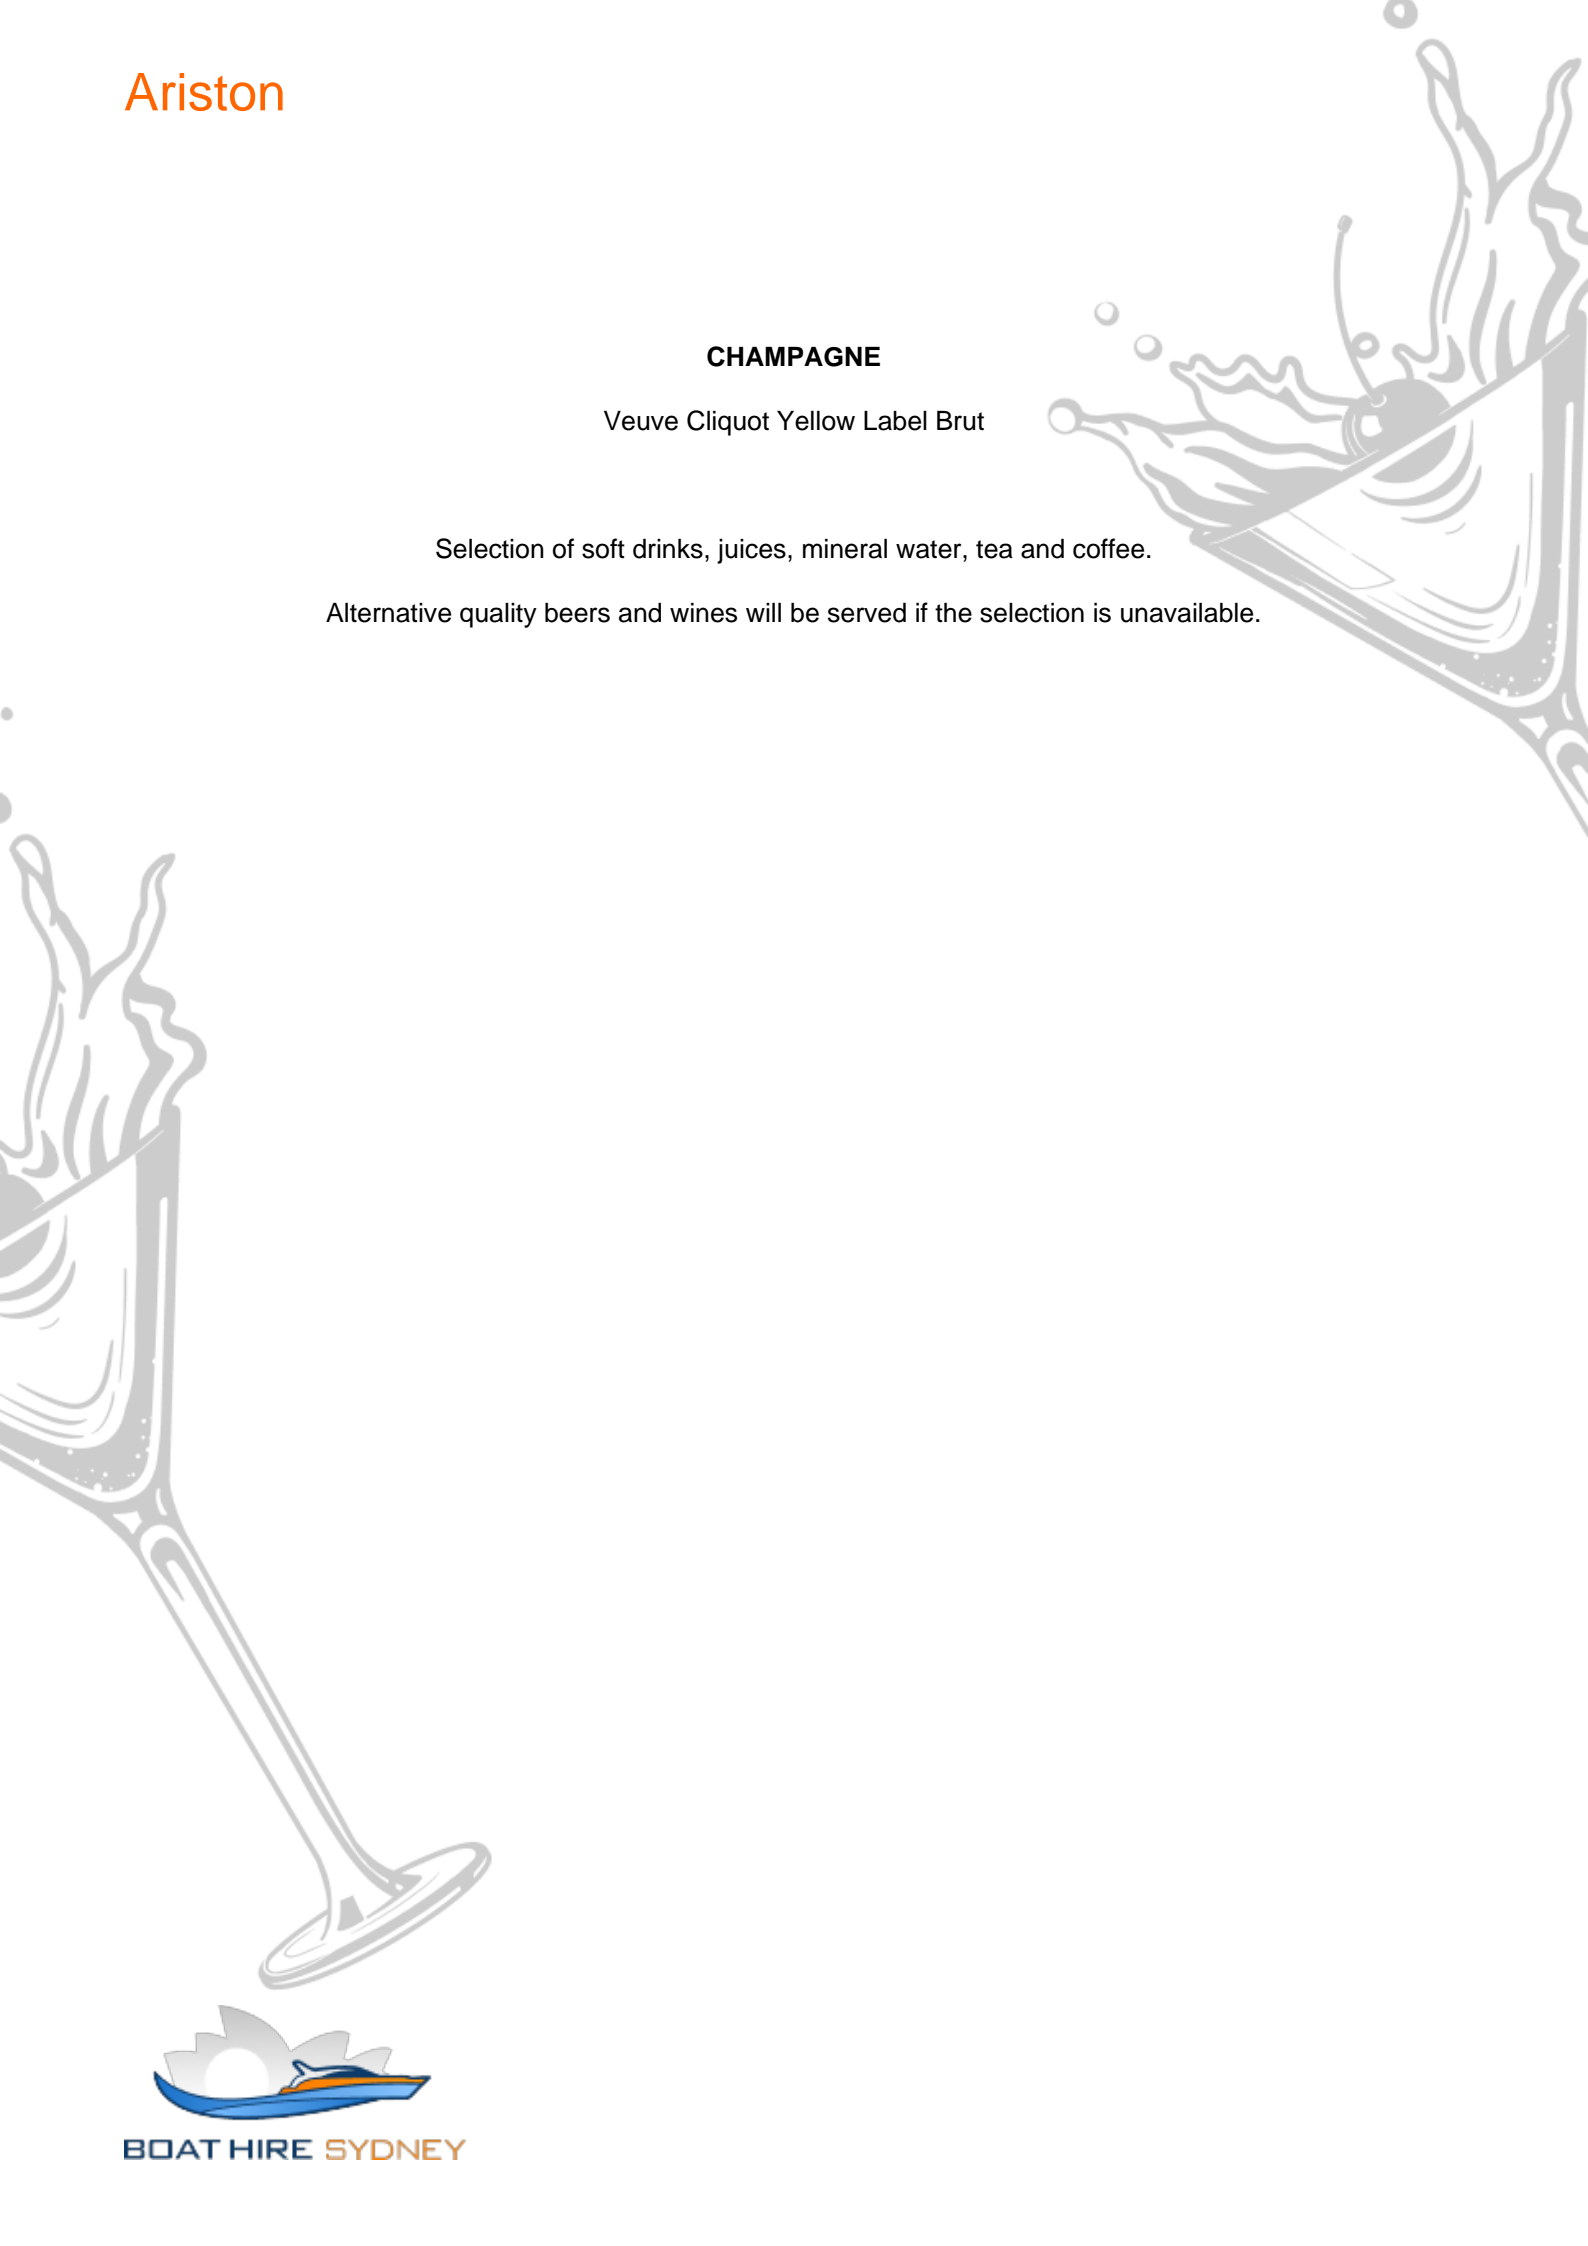 Ariston
CHAMPAGNE
Veuve Cliquot Yellow Label Brut
Selection of soft drinks, juices, mineral water, tea and coffee.
Alternative quality beers and wines will be served if the selection is unavailable.
BOAT HIRE SYDNEY